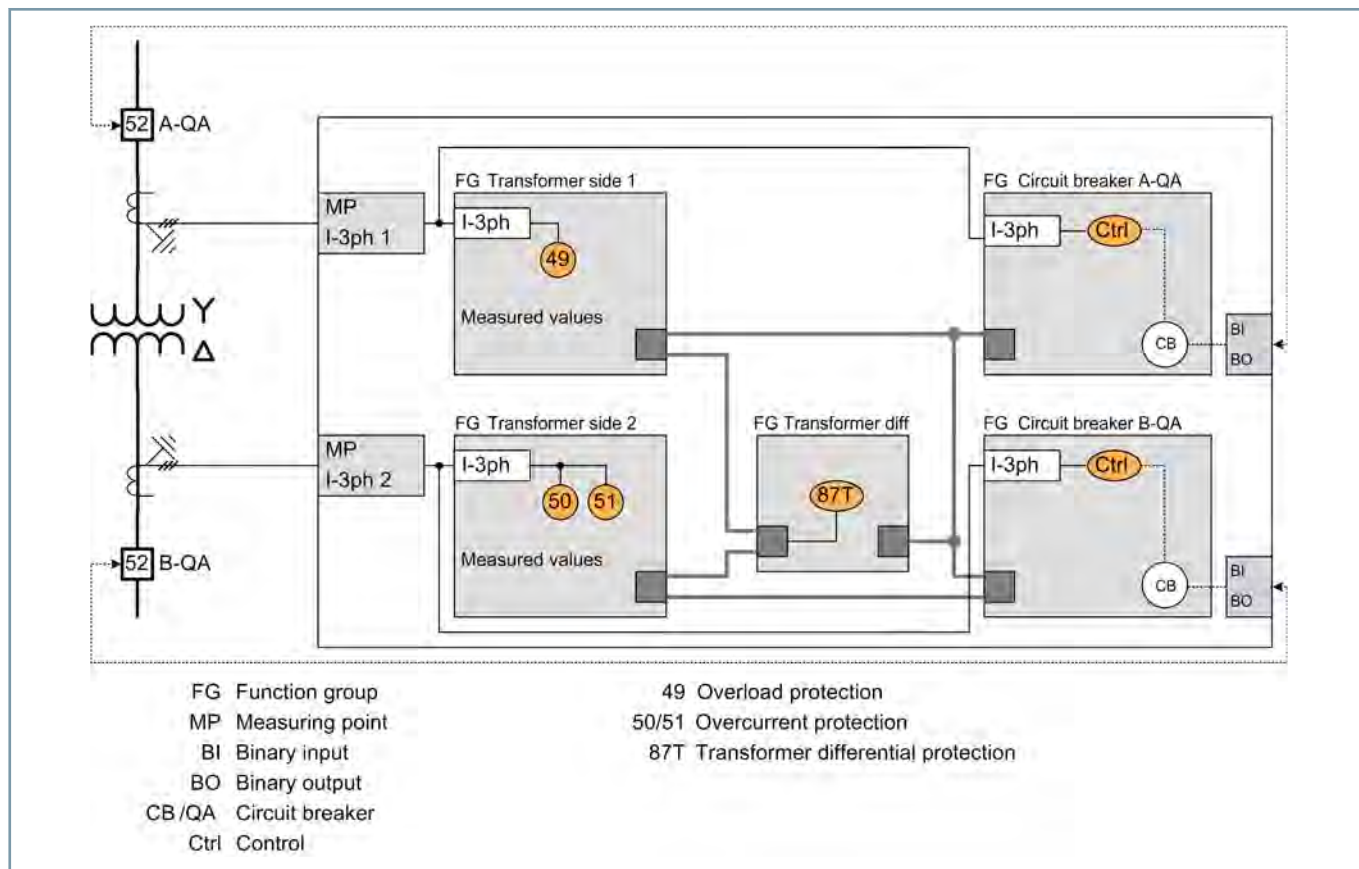 52 A-QA
FG Transformer side 1
FG Circuit breaker A-QA
MP
I-3ph 1
I-3ph
49
Measured values
I-3ph
Ctrl
CB
BI
BO
Y
Δ
FG Transformer side 2
FG Transformer diff
FG Circuit breaker B-QA
MP
I-3ph 2
I-3ph
50
51
Measured values
87T
I-3ph
Ctrl
CB
BI
BO
52 B-QA
FG Function group
MP Measuring point
BI Binary input
BO Binary output
CB/QA Circuit breaker
Ctrl Control
49 Overload protection
50/51 Overcurrent protection
87T Transformer differential protection